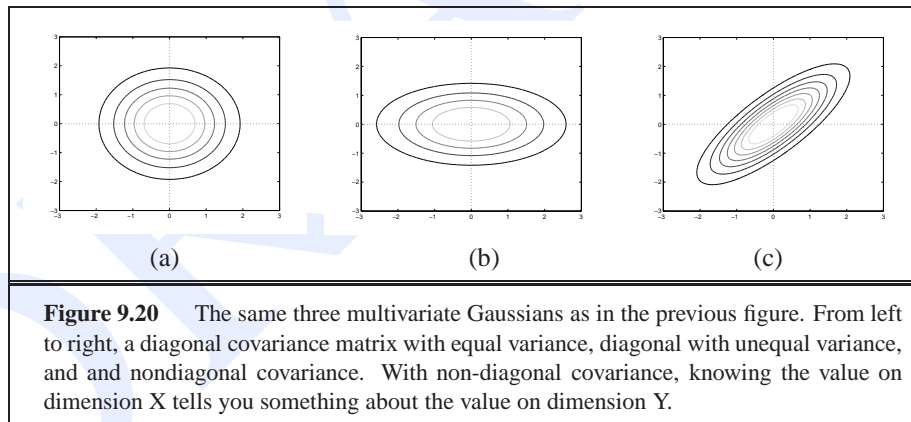 3
2
1
0
−1
−2
−3
−3 −2 −1 0 1 2 3
3
2
1
0
−1
−2
−3
−3 −2 −1 0 1 2 3
3
2
1
0
−1
−2
−3
−3 −2 −1 0 1 2 3
(a) (b) (c)
Figure 9.20 The same three multivariate Gaussians as in the previous figure. From left
to right, a diagonal covariance matrix with equal variance, diagonal with unequal variance,
and and nondiagonal covariance. With non-diagonal covariance, knowing the value on
dimension X tells you something about the value on dimension Y.